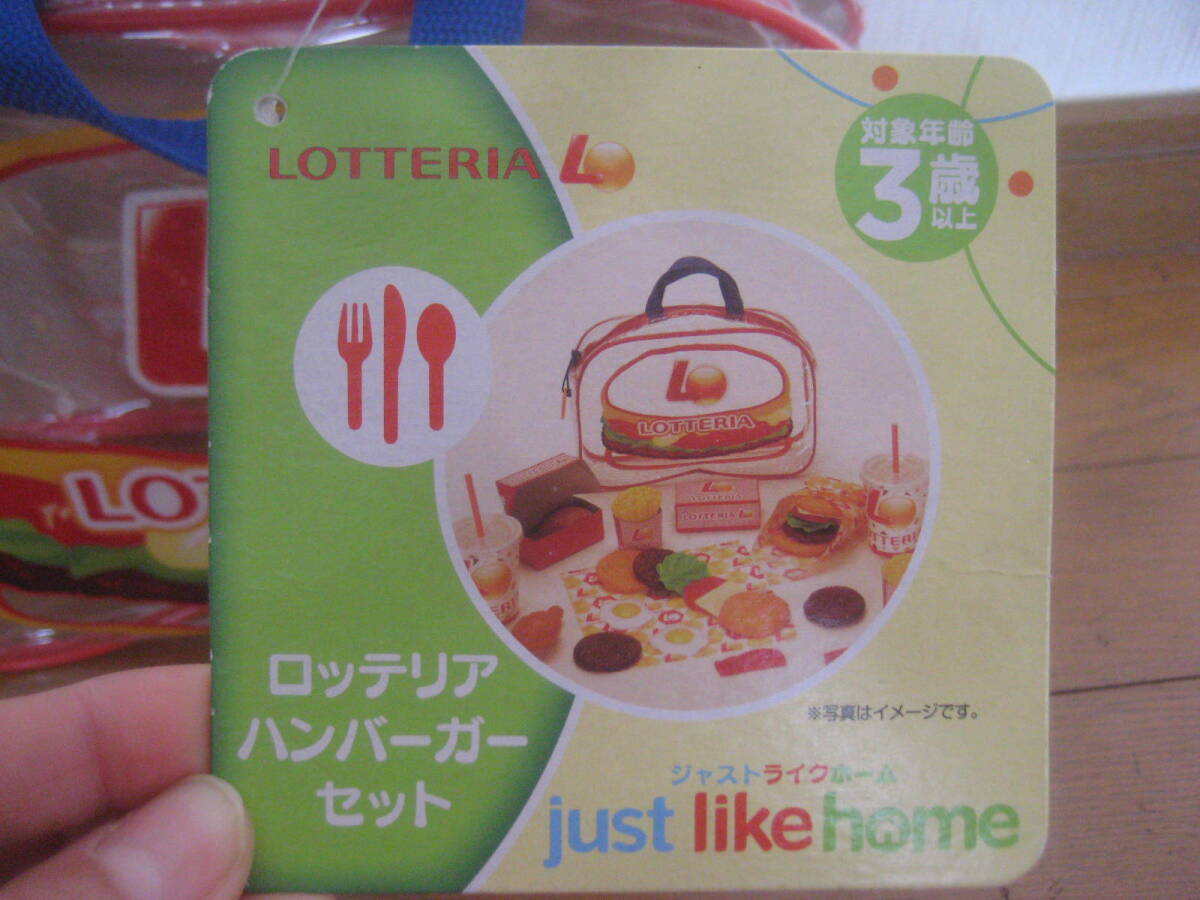 LOTTERIA
対象年齢
3歳
以上
LOTTERIA
LOTTERIA
LOTTERIA
ロッテリア
ハンバーガー
セット
※写真はイメージです。
ジャストライクホーム
just like home
LOT